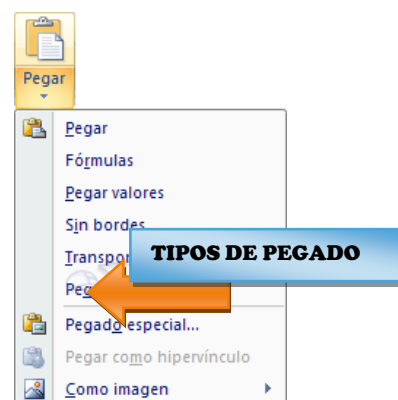 Pegar
Pegar
Fórmulas
Pegar valores
Sin bordes
TIPOS DE PEGADO
Pegado especial...
Pegar como hipervínculo
Como imagen